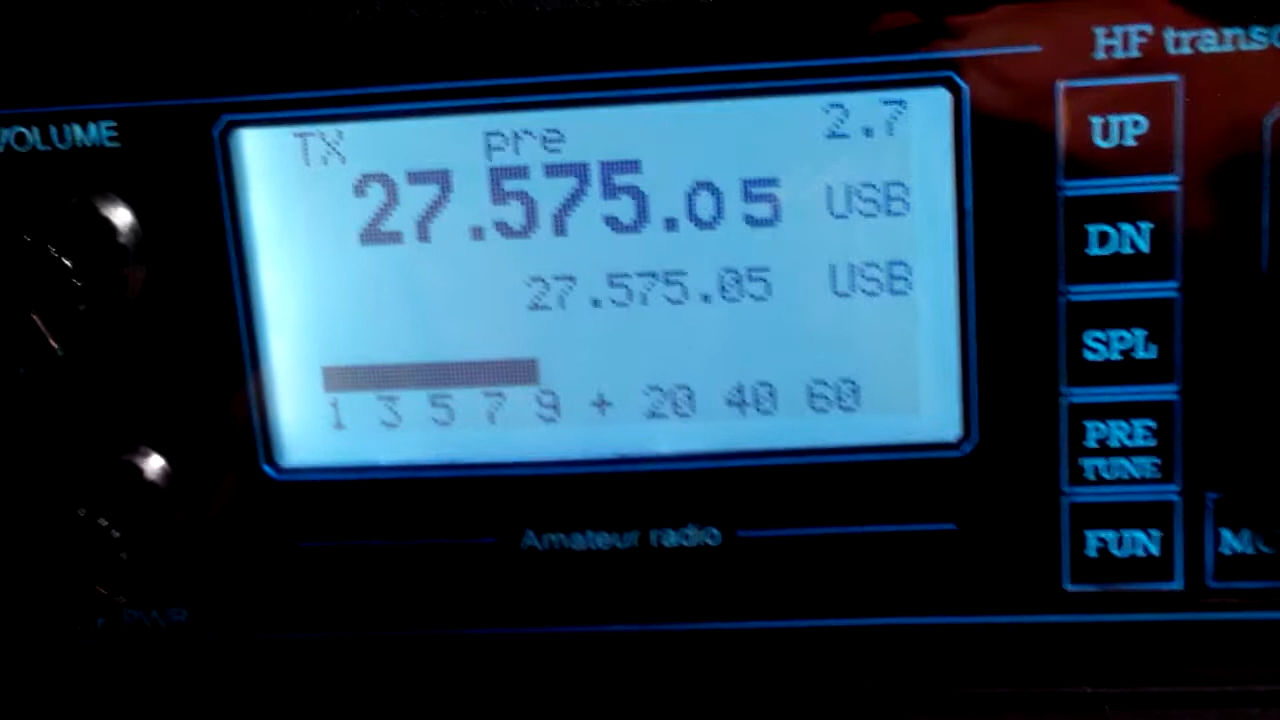 HF
VOLUME
TX pre 2.7
27.575.05 USB
27.575.05 USB
1 3 5 7 9 + 20 40 60
Amateur radio
UP
DN
SPL
PRE
TUNE
FUN
PWR